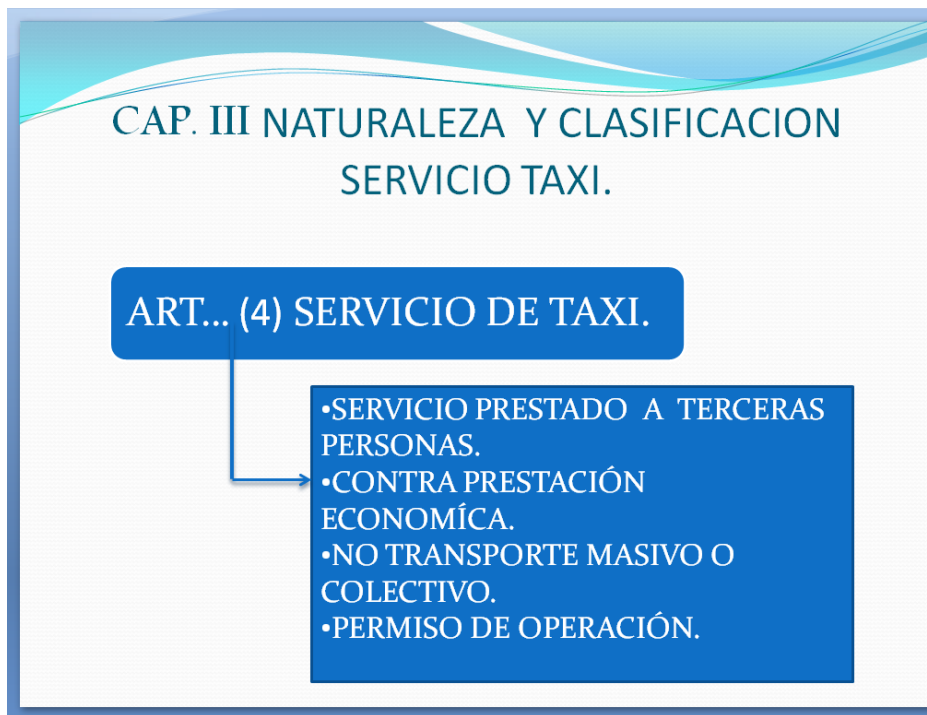 CAP. III NATURALEZA Y CLASIFICACION
SERVICIO TAXI.
ART... (4) SERVICIO DE TAXI.
•SERVICIO PRESTADO A TERCERAS
PERSONAS.
•CONTRA PRESTACIÓN
ECONOMÍCA.
•NO TRANSPORTE MASIVO O
COLECTIVO.
•PERMISO DE OPERACIÓN.